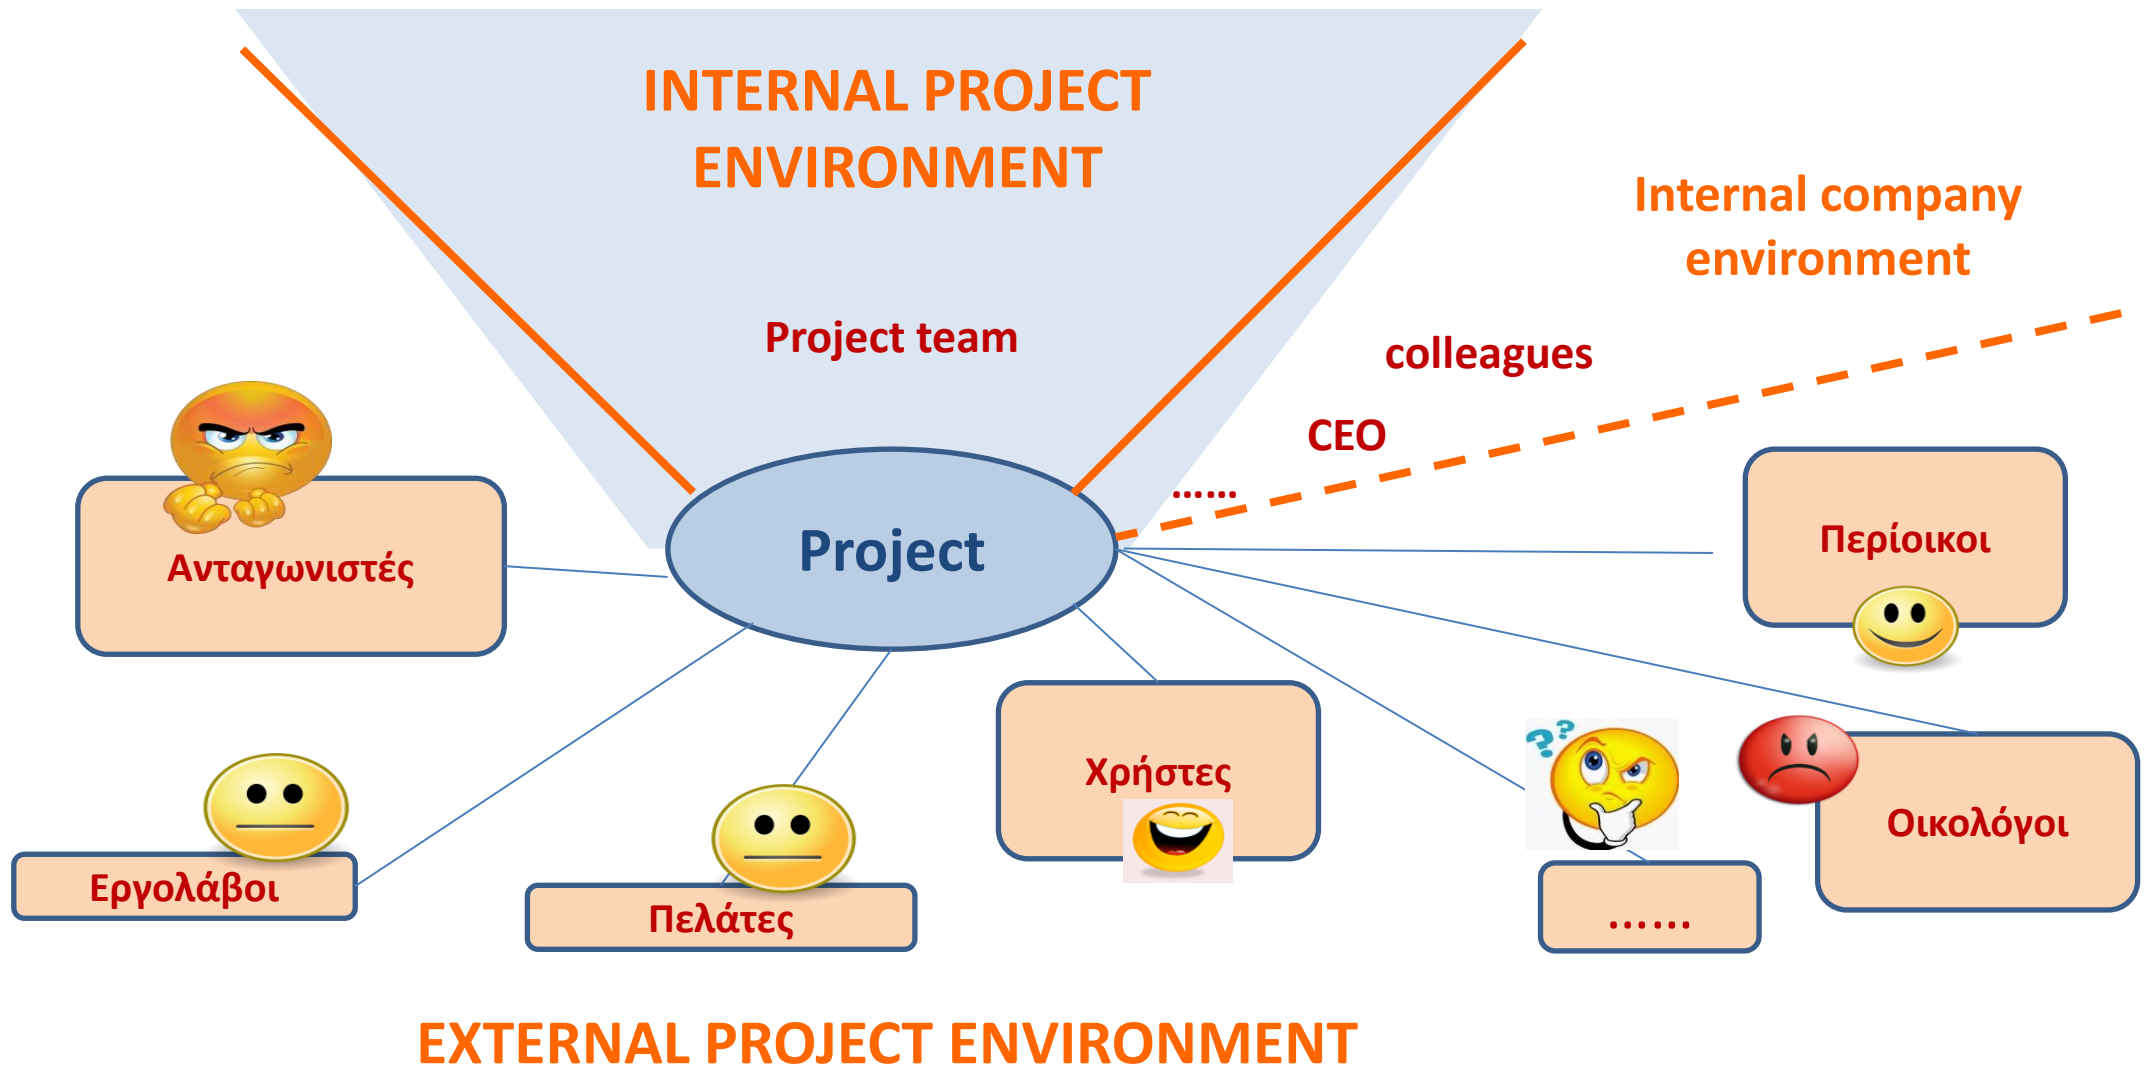 INTERNAL PROJECT
ENVIRONMENT
Internal company
environment
Project team
colleagues
CEO
......
Project
Ανταγωνιστές
Περίοικοι
Χρήστες
Οικολόγοι
Εργολάβοι
Πελάτες
......
EXTERNAL PROJECT ENVIRONMENT